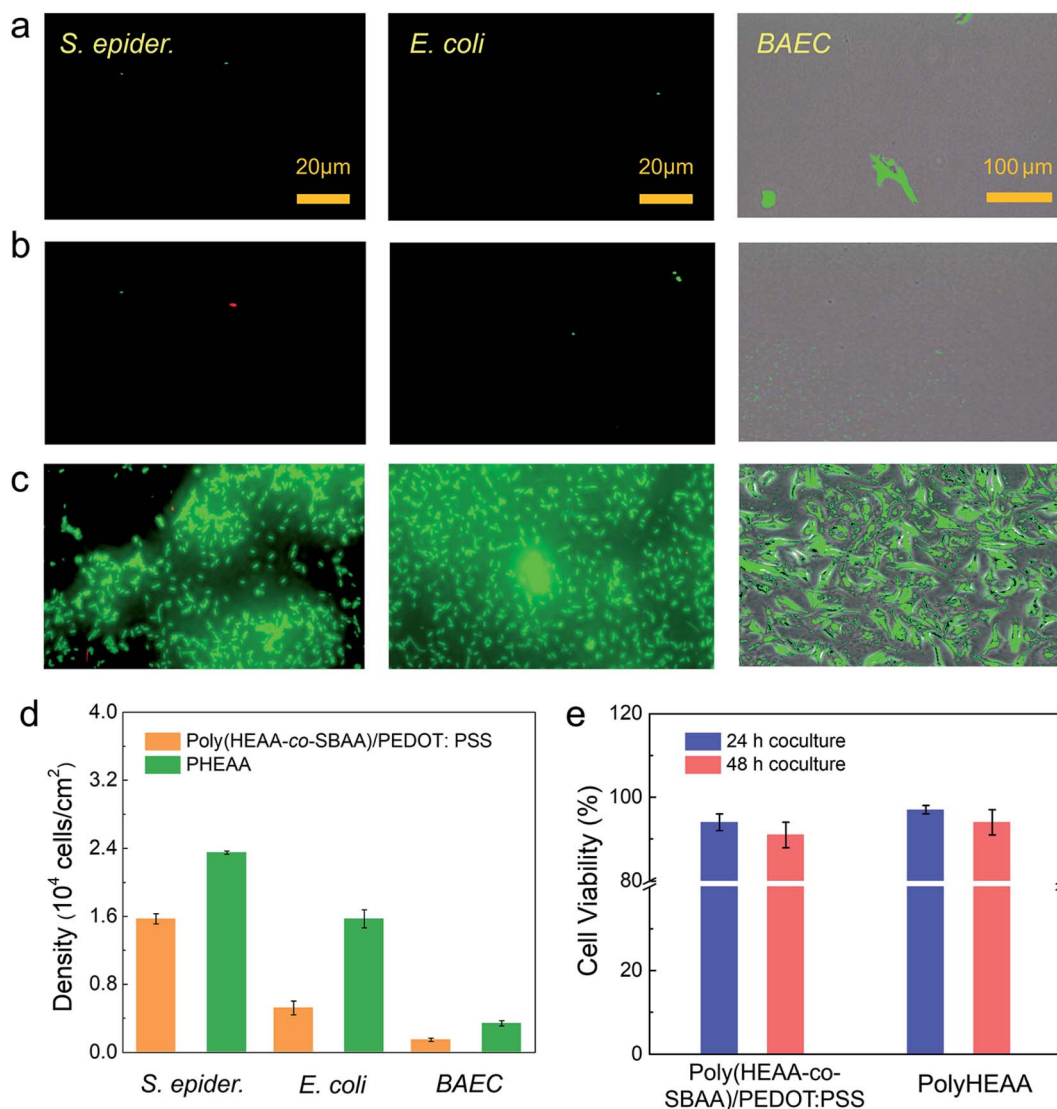 a
S. epider.
E. coli
BAEC
20μm
20μm
100 μm
b
c
d
4.0
3.2
2.4
1.6
0.8
0.0
Density (10⁴ cells/cm²)
Poly(HEAA-co-SBAA)/PEDOT: PSS
PHEAA
S. epider.
E. coli
BAEC
e
120
100
80
20
0
Cell Viability (%)
24 h coculture
48 h coculture
Poly(HEAA-co-
SBAA)/PEDOT:PSS
PolyHEAA